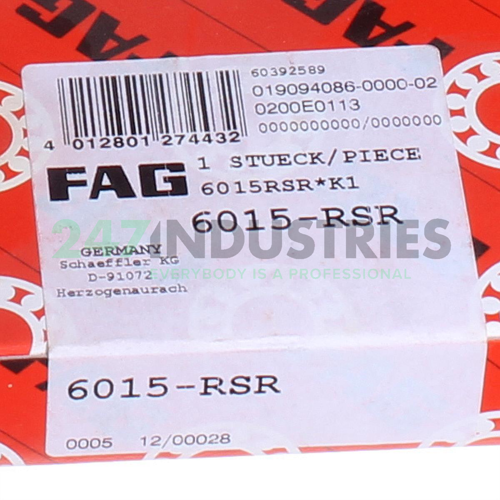 FAG
60392589
019094086-0000-02
0200E0113
0000000000/0000000
4 012801 274432
1 STUECK/PIECE
FAG
6015RSR*K1
6015-RSR
247INDUSTRIES
EVERYBODY IS A PROFESSIONAL
GERMANY
Schaeffler KG
D-91072
Herzogenaurach
6015-RSR
0005 12/00028